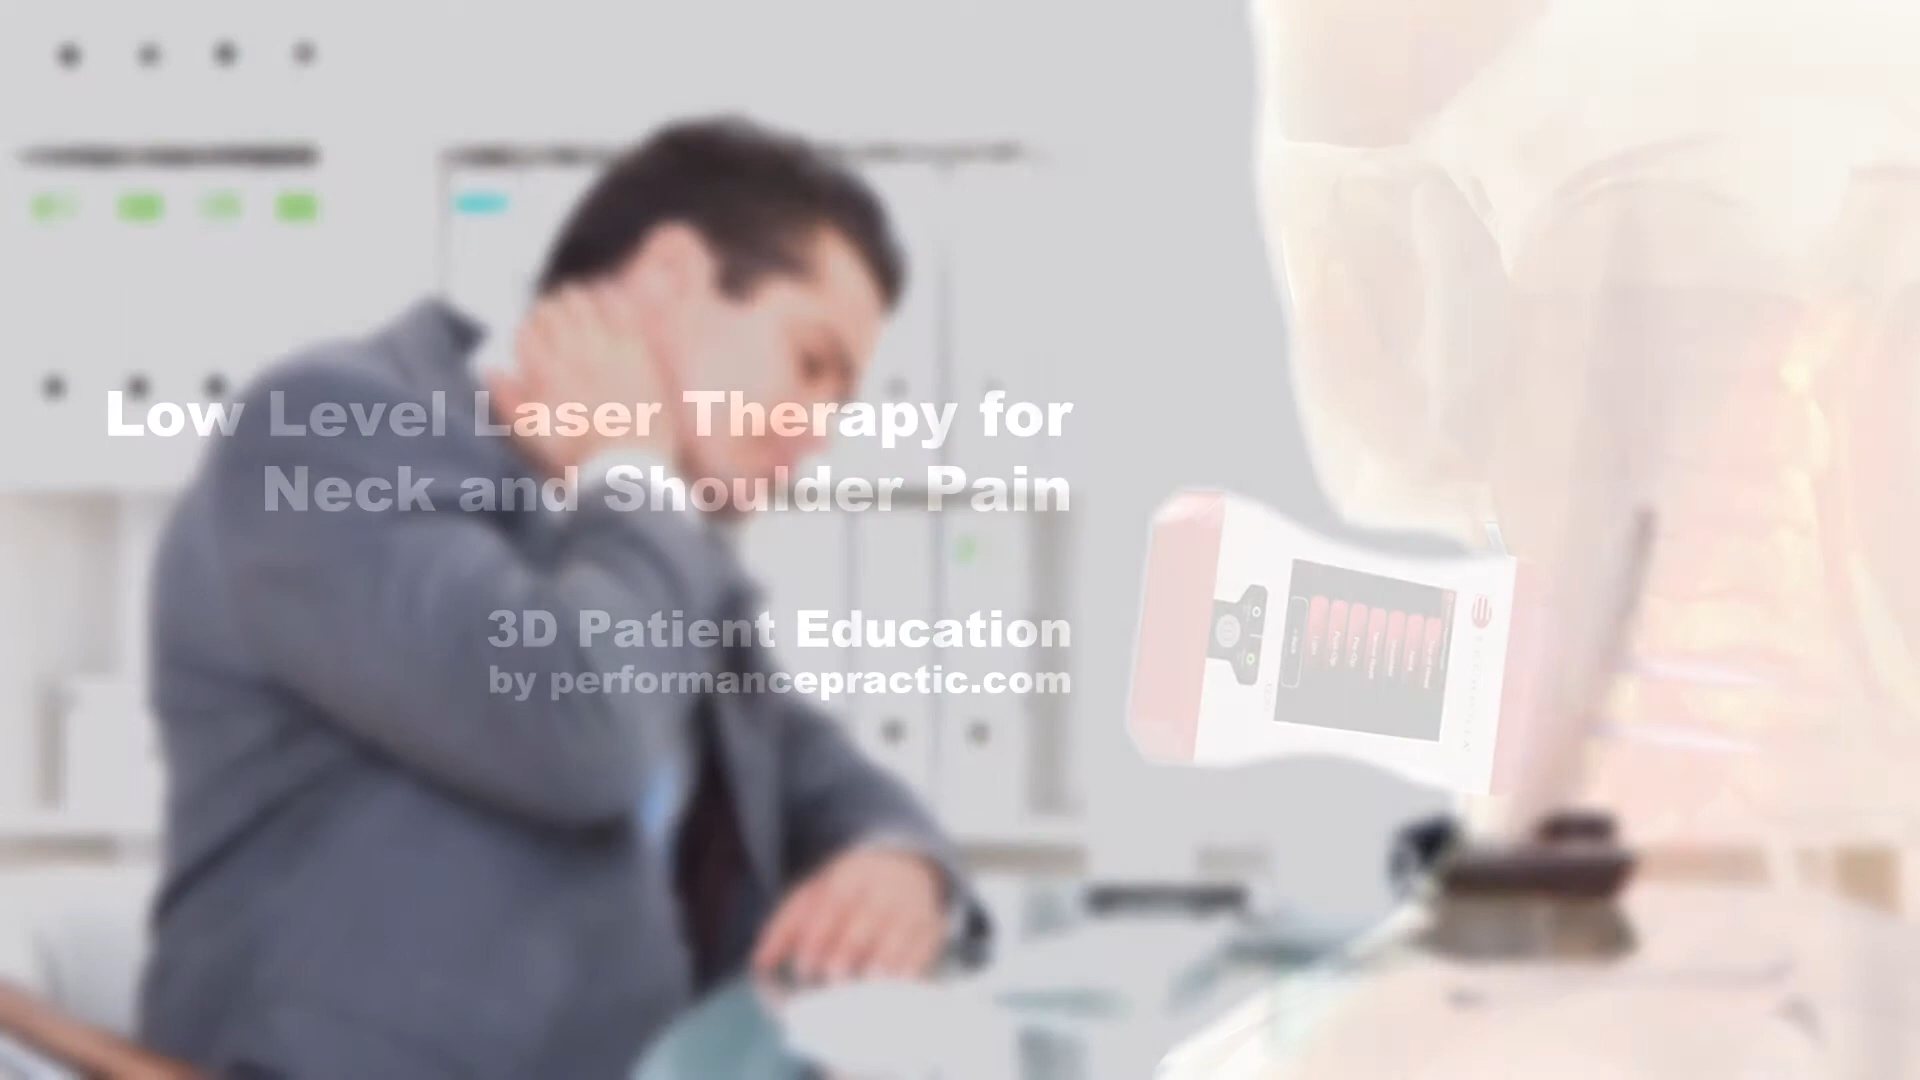 Low Level Laser Therapy for
Neck and Shoulder Pain
3D Patient Education
by performancepractic.com